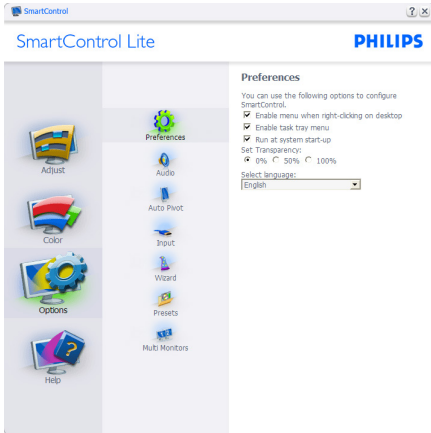 SmartControl
? x
SmartControl Lite
PHILIPS
Adjust
Color
Options
Help
Preferences
Audio
Auto Pivot
Input
Wizard
Presets
Multi Monitors
Preferences
You can use the following options to configure
SmartControl.
Enable menu when right-clicking on desktop
Enable task tray menu
Run at system start-up
Set Transparency:
0% 50% 100%
Select language:
English